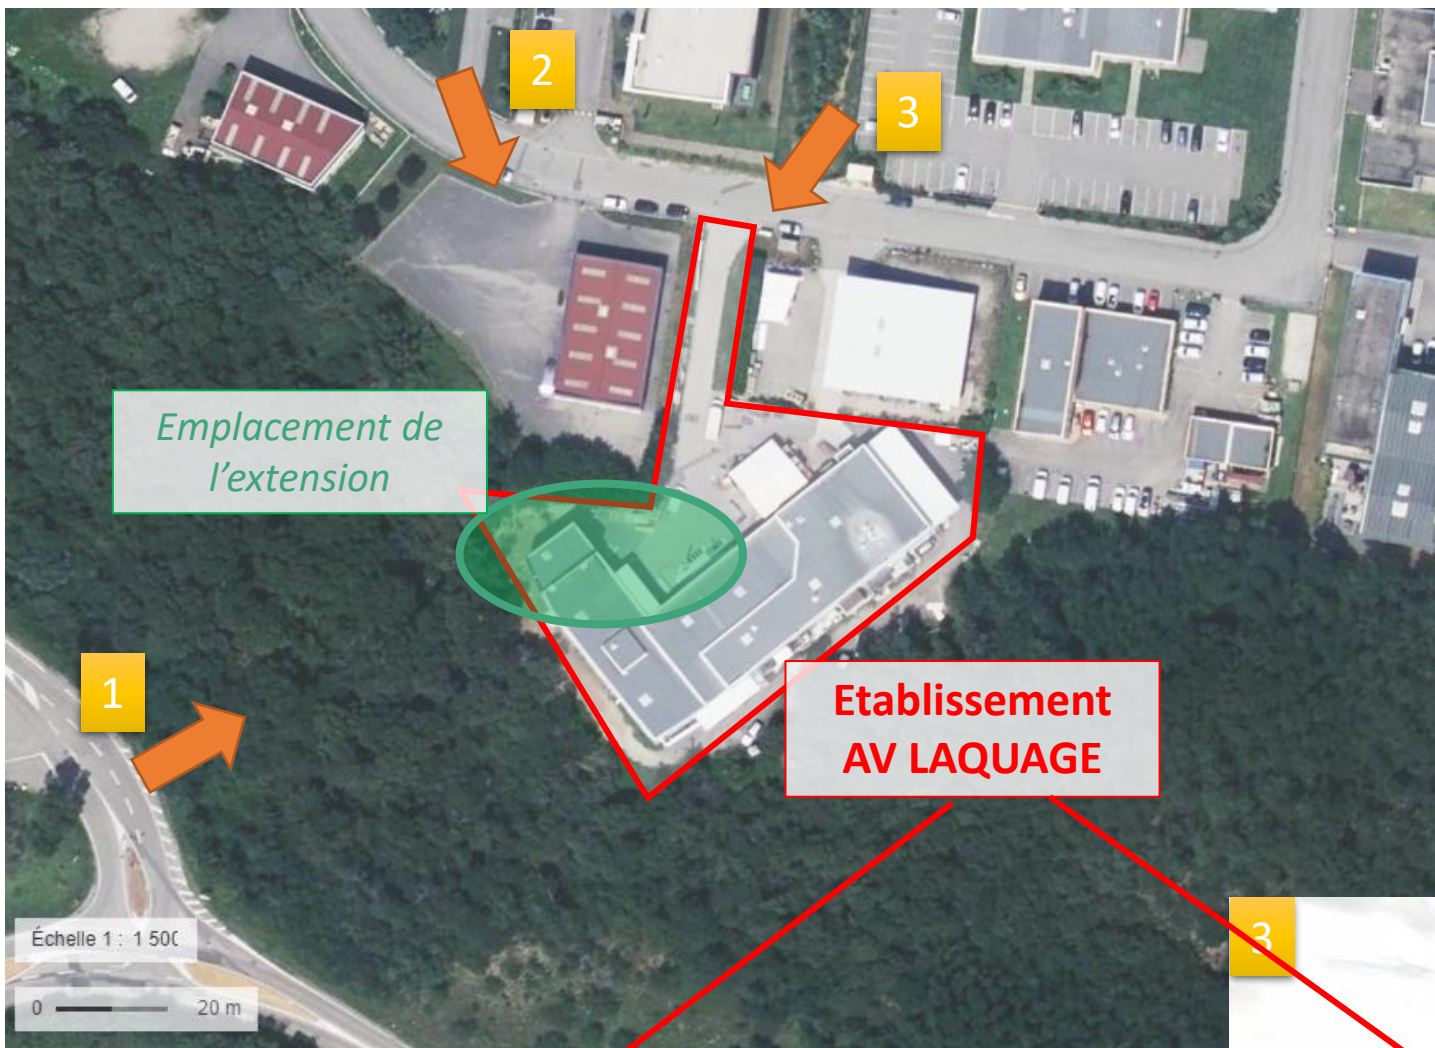 2
3
Emplacement de
l’extension
1
Etablissement
AV LAQUAGE
3
Échelle 1 : 1 500
0 20 m